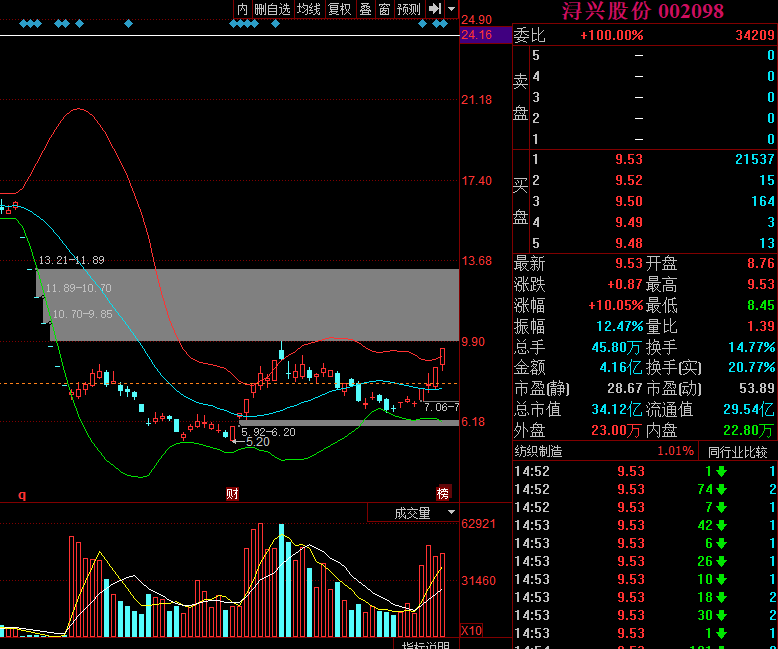 内 删自选 均线 复权 叠 窗 预测
24.90
24.16
21.18
17.40
13.68
9.90
6.18
13.21-11.89
11.89-10.70
10.70-9.85
7.06-7
5.92-6.20
5.20
q
财
榜
成交量
62921
31460
X10
指标说明
浔兴股份 002098
委比 +100.00% 34209
卖盘
5 — 0
4 — 0
3 — 0
2 — 0
1 — 0
买盘
1 9.53 21537
2 9.52 15
3 9.50 164
4 9.49 3
5 9.48 13
最新 9.53 开盘 8.76
涨跌 +0.87 最高 9.53
涨幅 +10.05% 最低 8.45
振幅 12.47% 量比 1.39
总手 45.80万 换手 14.77%
金额 4.16亿 换手(实) 20.77%
市盈(静) 28.67 市盈(动) 53.89
总市值 34.12亿 流通值 29.54亿
外盘 23.00万 内盘 22.80万
纺织制造 1.01% 同行业比较
14:52 9.53 1 1
14:52 9.53 74 2
14:52 9.53 7 1
14:53 9.53 42 2
14:53 9.53 6 1
14:53 9.53 26 1
14:53 9.53 10 1
14:53 9.53 18 2
14:53 9.53 30 2
14:53 9.53 1 1